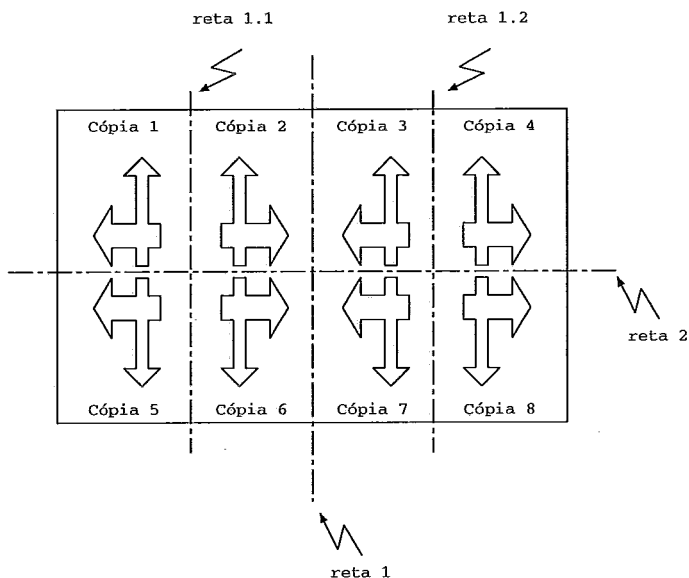 reta 1.1 reta 1.2
Cópia 1 Cópia 2 Cópia 3 Cópia 4
reta 2
Cópia 5 Cópia 6 Cópia 7 Cópia 8
reta 1